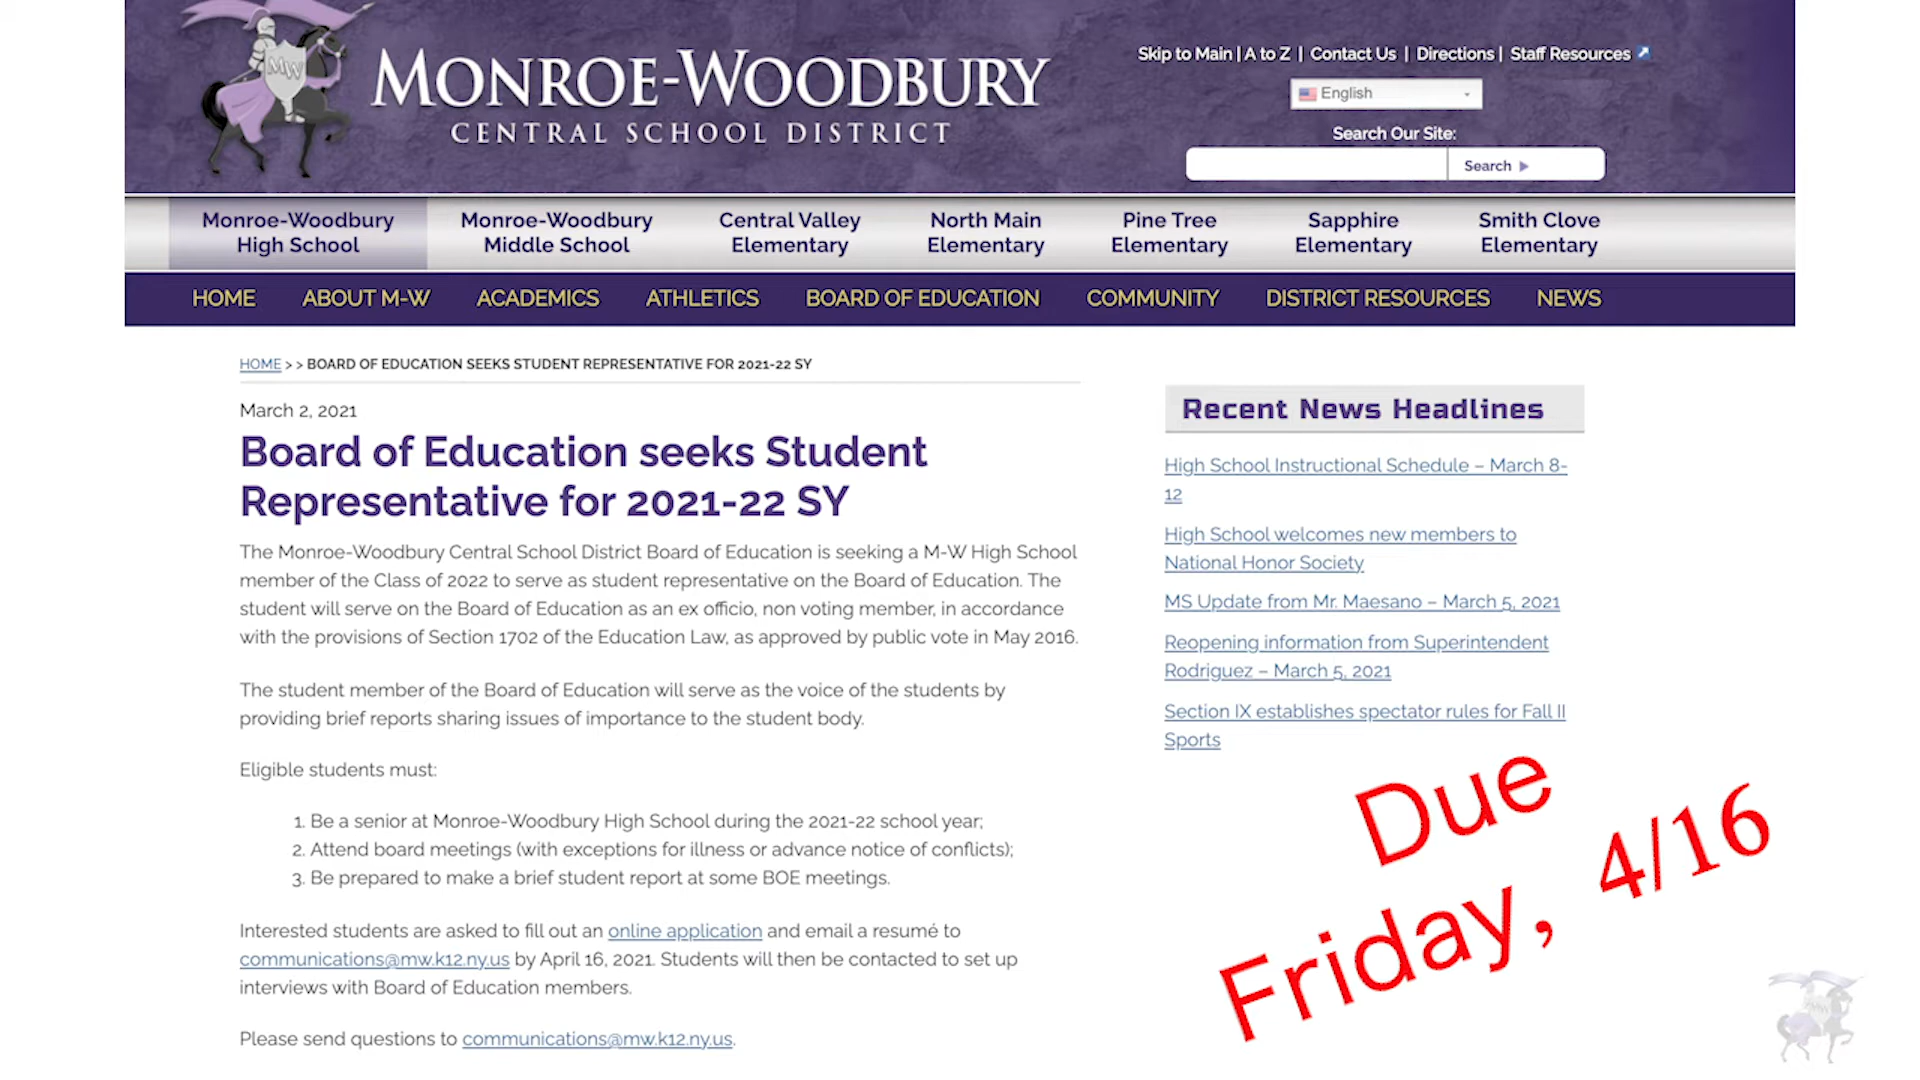 MW
MONROE-WOODBURY
CENTRAL SCHOOL DISTRICT
Skip to Main | A to Z | Contact Us | Directions | Staff Resources
English
Search Our Site:
Search
Monroe-Woodbury
High School
Monroe-Woodbury
Middle School
Central Valley
Elementary
North Main
Elementary
Pine Tree
Elementary
Sapphire
Elementary
Smith Clove
Elementary
HOME ABOUT M-W ACADEMICS ATHLETICS BOARD OF EDUCATION COMMUNITY DISTRICT RESOURCES NEWS
HOME > > BOARD OF EDUCATION SEEKS STUDENT REPRESENTATIVE FOR 2021-22 SY
March 2, 2021
Board of Education seeks Student
Representative for 2021-22 SY
The Monroe-Woodbury Central School District Board of Education is seeking a M-W High School
member of the Class of 2022 to serve as student representative on the Board of Education. The
student will serve on the Board of Education as an ex officio, non voting member, in accordance
with the provisions of Section 1702 of the Education Law, as approved by public vote in May 2016.
The student member of the Board of Education will serve as the voice of the students by
providing brief reports sharing issues of importance to the student body.
Eligible students must:
1. Be a senior at Monroe-Woodbury High School during the 2021-22 school year;
2. Attend board meetings (with exceptions for illness or advance notice of conflicts);
3. Be prepared to make a brief student report at some BOE meetings.
Interested students are asked to fill out an online application and email a resumé to
communications@mw.k12.ny.us by April 16, 2021. Students will then be contacted to set up
interviews with Board of Education members.
Please send questions to communications@mw.k12.ny.us.
Recent News Headlines
High School Instructional Schedule – March 8-
12
High School welcomes new members to
National Honor Society
MS Update from Mr. Maesano – March 5, 2021
Reopening information from Superintendent
Rodriguez – March 5, 2021
Section IX establishes spectator rules for Fall II
Sports
Due
Friday, 4/16
MW